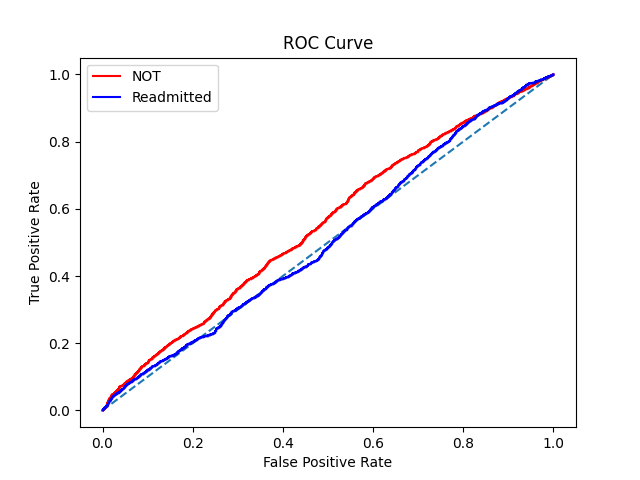 ROC Curve
NOT
Readmitted
True Positive Rate
1.0
0.8
0.6
0.4
0.2
0.0
0.0 0.2 0.4 0.6 0.8 1.0
False Positive Rate